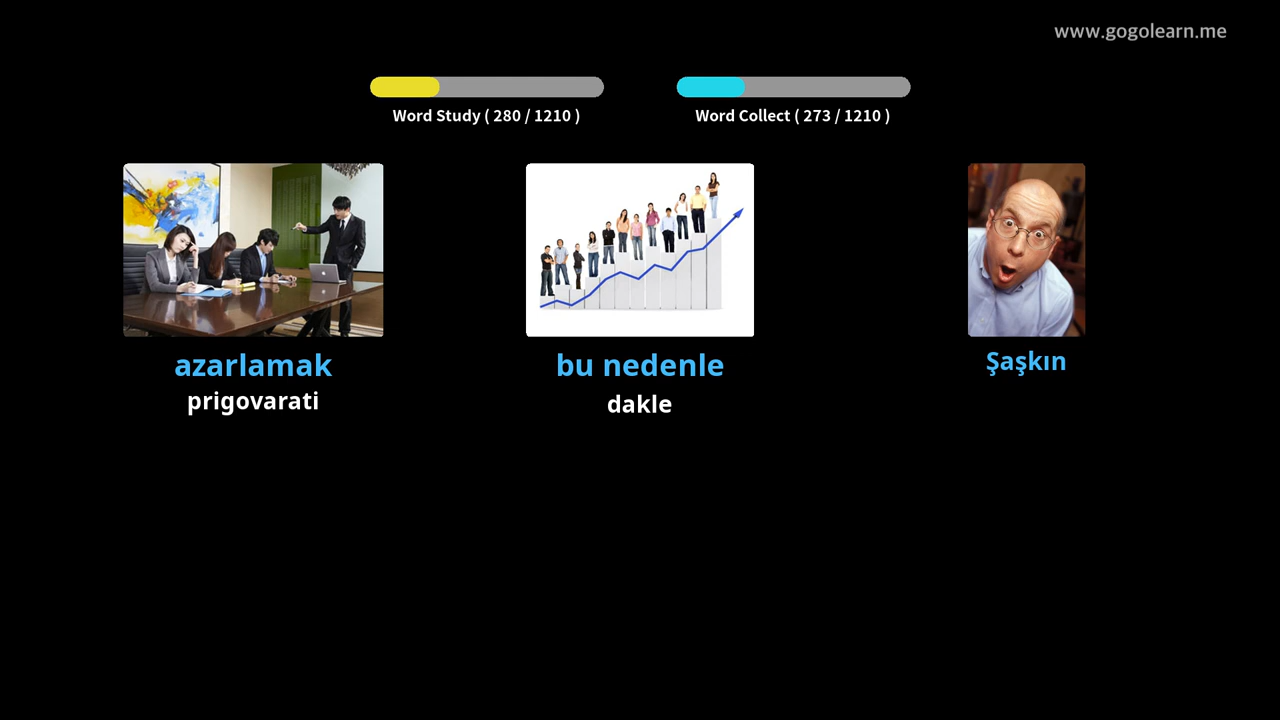 www.gogolearn.me
Word Study ( 280 / 1210 )
Word Collect ( 273 / 1210 )
azarlamak
prigovarati
bu nedenle
dakle
Şaşkın